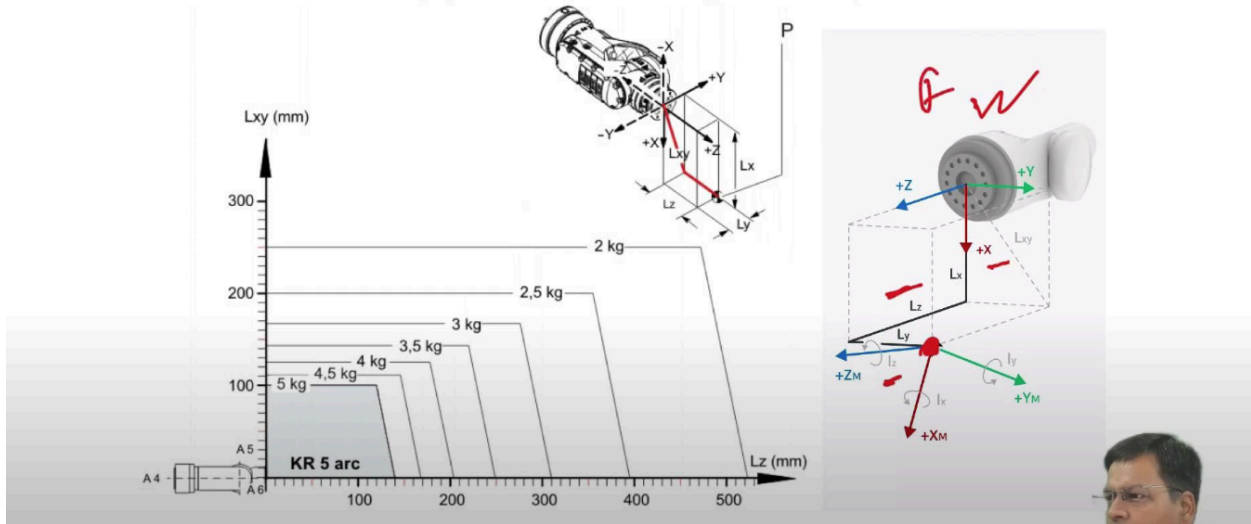 Lxy (mm)
300
200
100
2 kg
2,5 kg
3 kg
3,5 kg
4 kg
4,5 kg
5 kg
KR 5 arc
A 5
A 4
A 6
100
200
300
400
500
Lz (mm)
P
-X
+Y
-Y
+X
+Z
Lxy
Lx
Lz
Ly
+Z
+Y
+X
Lxy
Lx
Lz
Ly
Iz
Iy
Ix
+ZM
+YM
+XM